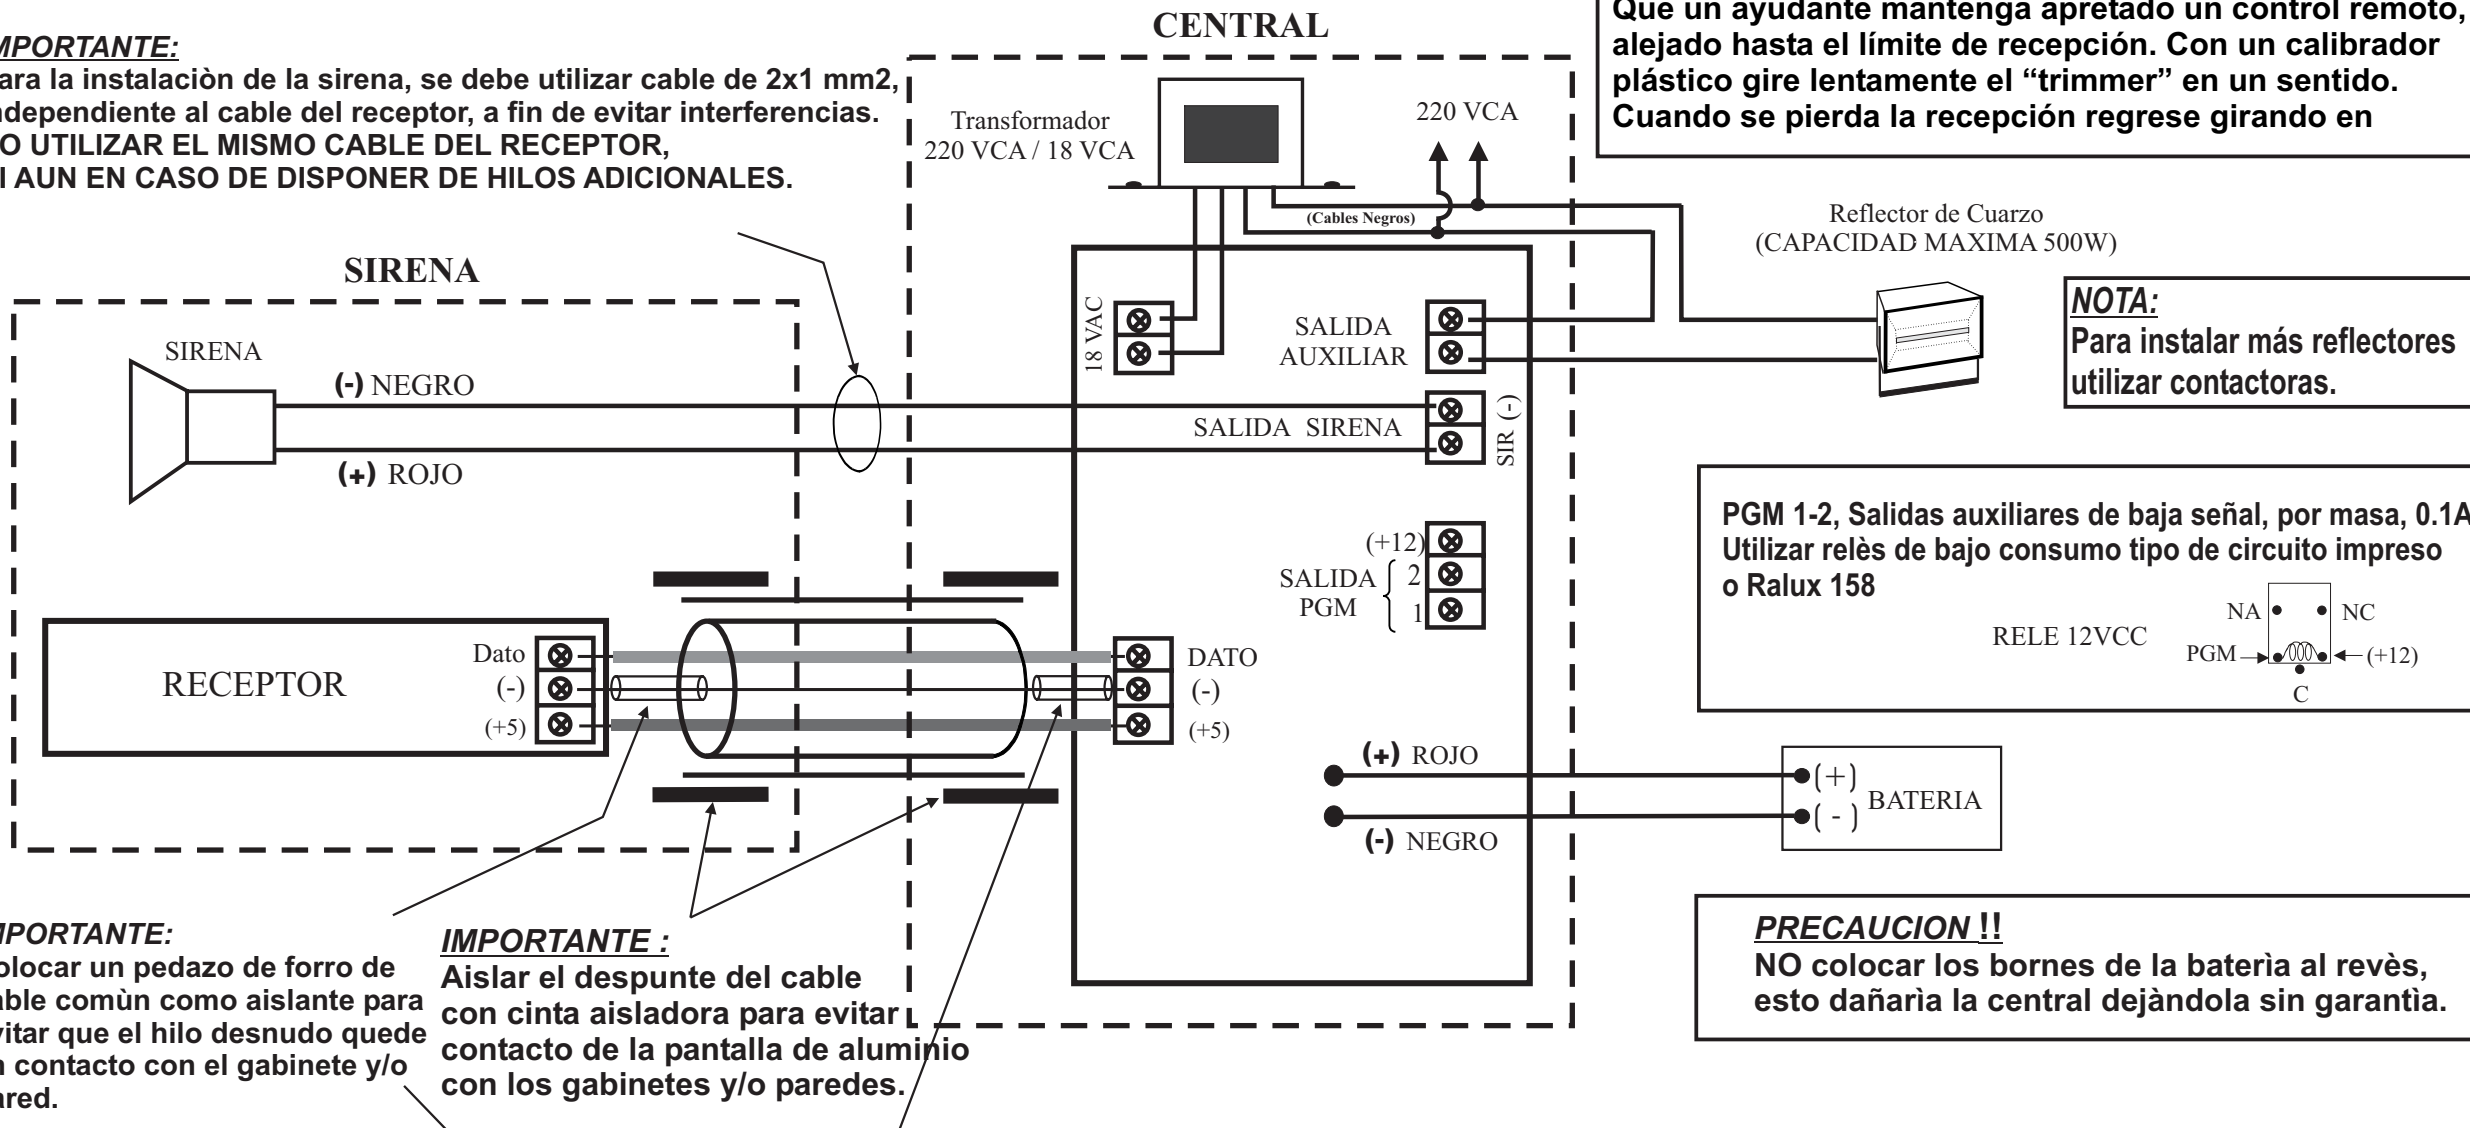 CENTRAL
MPORTANTE:
ara la instalaciòn de la sirena, se debe utilizar cable de 2x1 mm2,
ndependiente al cable del receptor, a fin de evitar interferencias.
O UTILIZAR EL MISMO CABLE DEL RECEPTOR,
I AUN EN CASO DE DISPONER DE HILOS ADICIONALES.
Que un ayudante mantenga apretado un control remoto,
alejado hasta el límite de recepción. Con un calibrador
plástico gire lentamente el “trimmer” en un sentido.
Cuando se pierda la recepción regrese girando en
Transformador
220 VCA / 18 VCA
220 VCA
(Cables Negros)
Reflector de Cuarzo
(CAPACIDAD MAXIMA 500W)
NOTA:
Para instalar más reflectores
utilizar contactoras.
SIRENA
SIRENA
(-) NEGRO
(+) ROJO
18 VAC
SALIDA
AUXILIAR
SALIDA SIRENA
SIR (-)
(+12)
SALIDA
PGM
2
1
PGM 1-2, Salidas auxiliares de baja señal, por masa, 0.1A
Utilizar relès de bajo consumo tipo de circuito impreso
o Ralux 158
RELE 12VCC
NA
NC
PGM
(+12)
C
RECEPTOR
Dato
(-)
(+5)
DATO
(-)
(+5)
(+) ROJO
(-) NEGRO
(+)
(-)
BATERIA
PRECAUCION !!
NO colocar los bornes de la baterìa al revès,
esto dañarìa la central dejàndola sin garantìa.
MPORTANTE:
olocar un pedazo de forro de
able comùn como aislante para
vitar que el hilo desnudo quede
n contacto con el gabinete y/o
ared.
IMPORTANTE :
Aislar el despunte del cable
con cinta aisladora para evitar
contacto de la pantalla de aluminio
con los gabinetes y/o paredes.